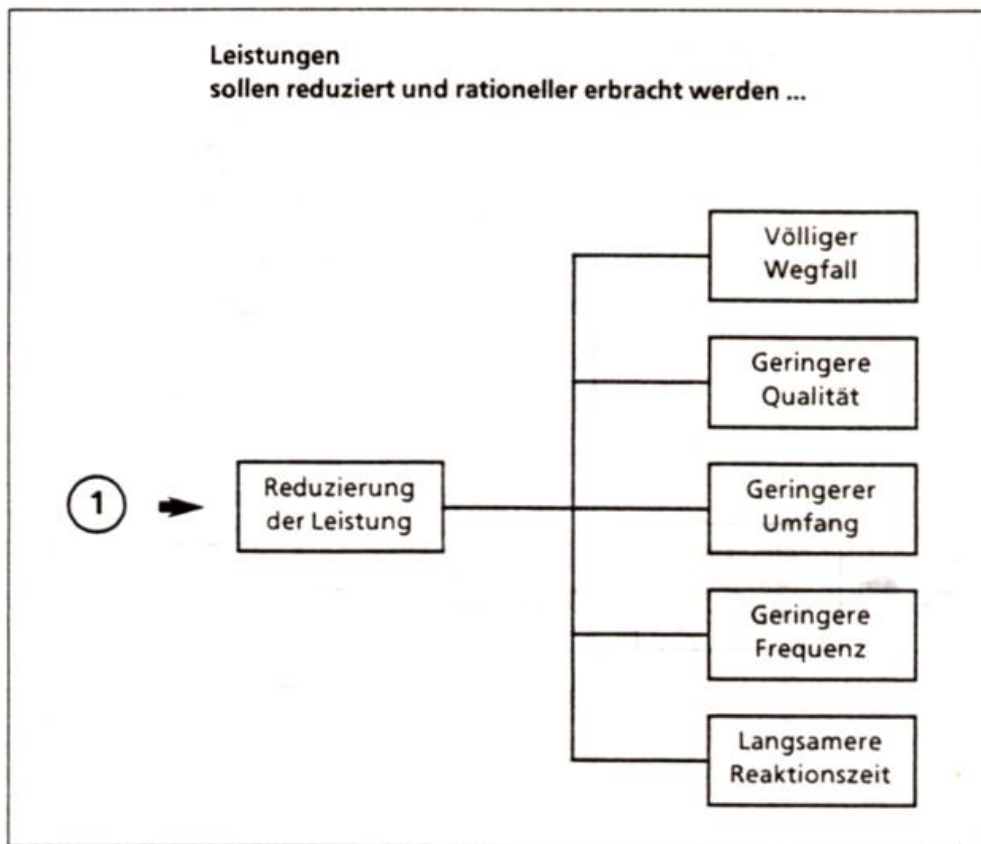 Leistungen
sollen reduziert und rationeller erbracht werden ...
Völliger
Wegfall
Geringere
Qualität
1
Reduzierung
der Leistung
Geringerer
Umfang
Geringere
Frequenz
Langsamere
Reaktionszeit